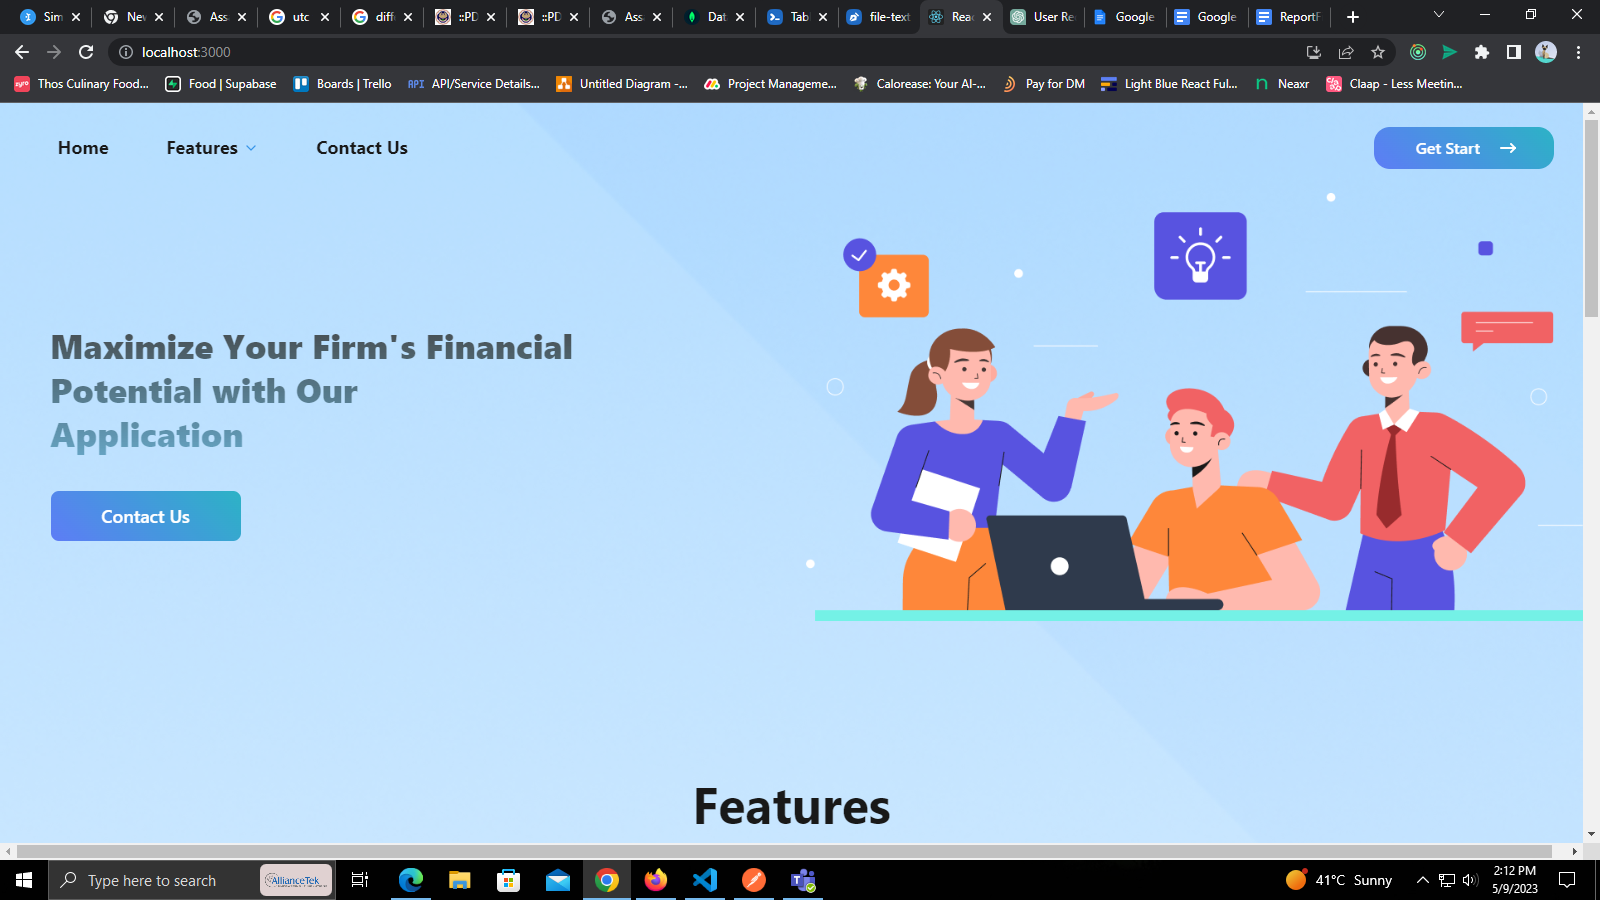 Sim
New
Ass
utc
diff
::PD
::PD
Ass
Dat
Tab
file-text
Reac
User Re
Google
Google
ReportF
localhost:3000
Thos Culinary Food...
Food | Supabase
Boards | Trello
API
API/Service Details...
Untitled Diagram -...
Project Manageme...
Calorease: Your AI-...
Pay for DM
Light Blue React Ful...
Neaxr
Claap - Less Meetin...
Home
Features
Contact Us
Get Start
Maximize Your Firm's Financial
Potential with Our
Application
Contact Us
Features
Type here to search
AllianceTek
41°C Sunny
2:12 PM
5/9/2023